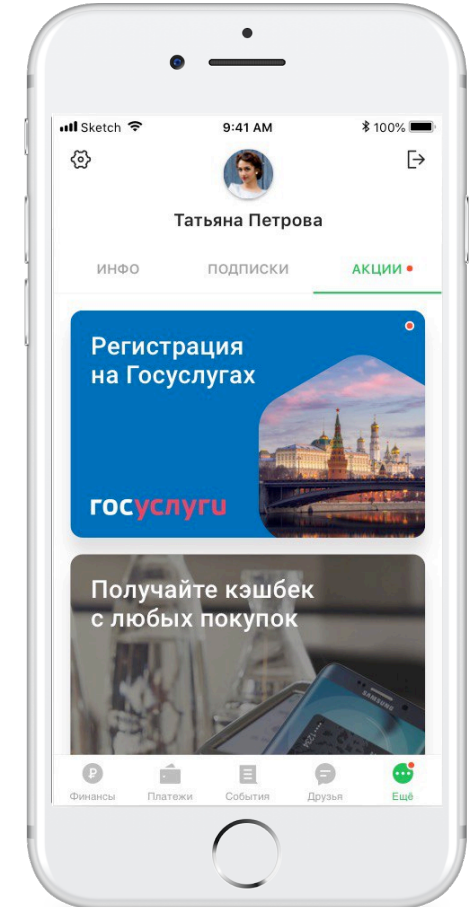 Sketch 9:41 AM 100%
Татьяна Петрова
ИНФО ПОДПИСКИ АКЦИИ
Регистрация
на Госуслугах
госуслуги
Получайте кэшбек
с любых покупок
SAMSUNG
1234
Финансы Платежи События Друзья Ещё